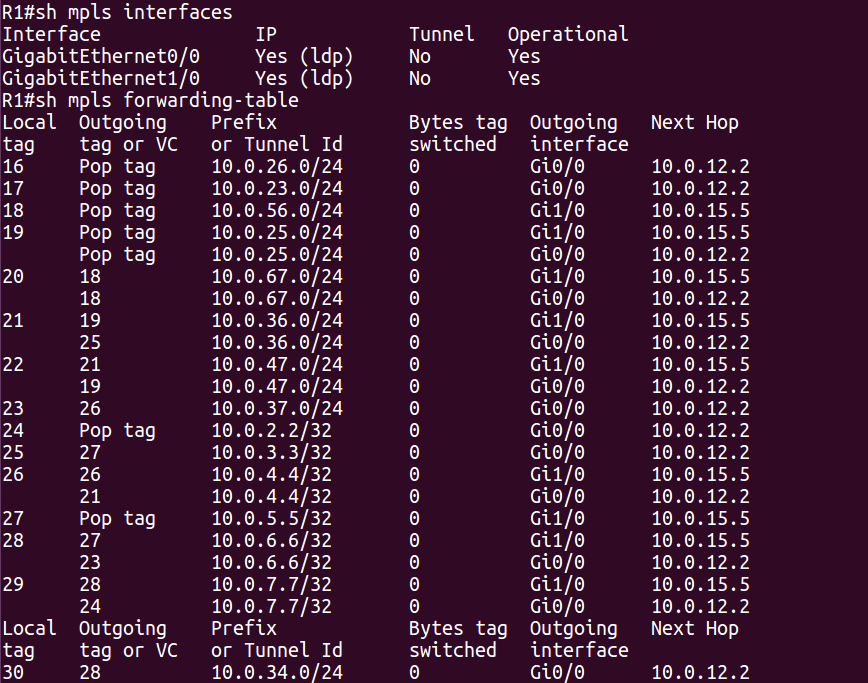 R1#sh mpls interfaces
Interface              IP            Tunnel   Operational
GigabitEthernet0/0     Yes (ldp)     No       Yes
GigabitEthernet1/0     Yes (ldp)     No       Yes
R1#sh mpls forwarding-table
Local  Outgoing    Prefix            Bytes tag  Outgoing   Next Hop
tag    tag or VC   or Tunnel Id      switched   interface
16     Pop tag     10.0.26.0/24      0          Gi0/0      10.0.12.2
17     Pop tag     10.0.23.0/24      0          Gi0/0      10.0.12.2
18     Pop tag     10.0.56.0/24      0          Gi1/0      10.0.15.5
19     Pop tag     10.0.25.0/24      0          Gi1/0      10.0.15.5
       Pop tag     10.0.25.0/24      0          Gi0/0      10.0.12.2
20     18          10.0.67.0/24      0          Gi1/0      10.0.15.5
       18          10.0.67.0/24      0          Gi0/0      10.0.12.2
21     19          10.0.36.0/24      0          Gi1/0      10.0.15.5
       25          10.0.36.0/24      0          Gi0/0      10.0.12.2
22     21          10.0.47.0/24      0          Gi1/0      10.0.15.5
       19          10.0.47.0/24      0          Gi0/0      10.0.12.2
23     26          10.0.37.0/24      0          Gi0/0      10.0.12.2
24     Pop tag     10.0.2.2/32       0          Gi0/0      10.0.12.2
25     27          10.0.3.3/32       0          Gi0/0      10.0.12.2
26     26          10.0.4.4/32       0          Gi1/0      10.0.15.5
       21          10.0.4.4/32       0          Gi0/0      10.0.12.2
27     Pop tag     10.0.5.5/32       0          Gi1/0      10.0.15.5
28     27          10.0.6.6/32       0          Gi1/0      10.0.15.5
       23          10.0.6.6/32       0          Gi0/0      10.0.12.2
29     28          10.0.7.7/32       0          Gi1/0      10.0.15.5
       24          10.0.7.7/32       0          Gi0/0      10.0.12.2
Local  Outgoing    Prefix            Bytes tag  Outgoing   Next Hop
tag    tag or VC   or Tunnel Id      switched   interface
30     28          10.0.34.0/24      0          Gi0/0      10.0.12.2